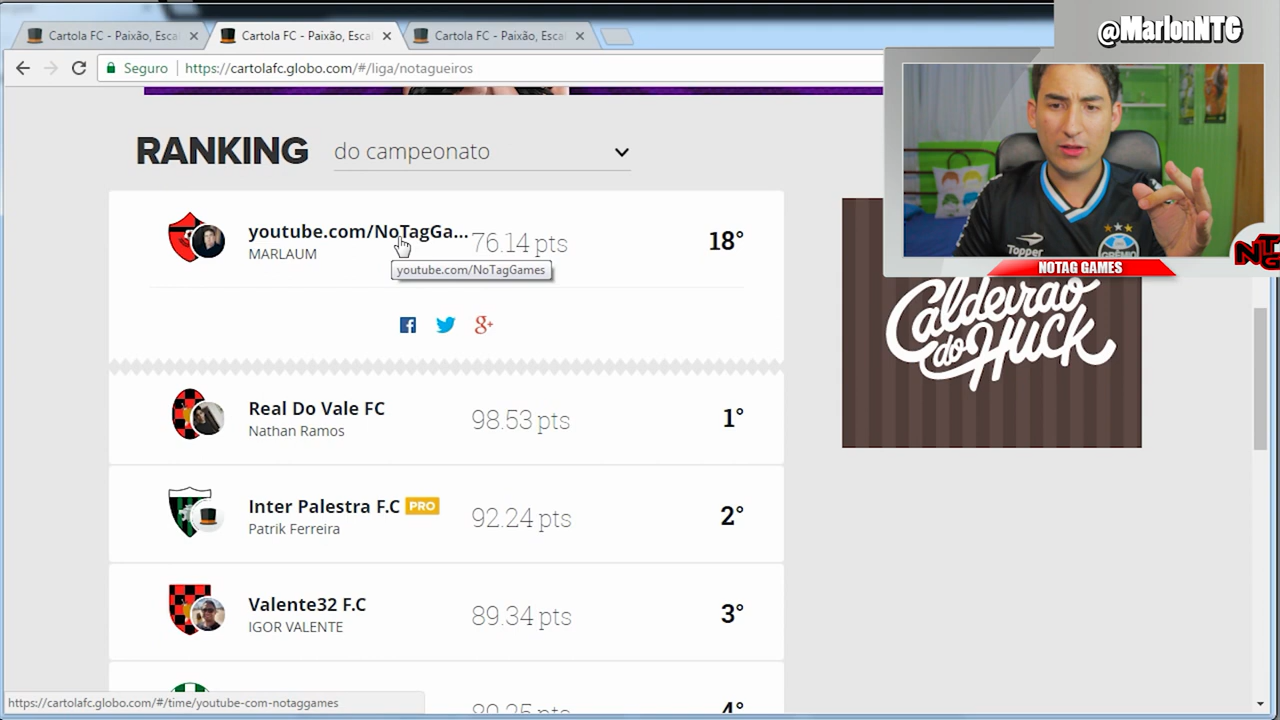 Cartola FC - Paixão, Escal
Cartola FC - Paixão, Escal
Cartola FC - Paixão, Escal
@MarlonNTG
Seguro
https://cartolafc.globo.com/#/liga/notagueiros
RANKING
do campeonato
youtube.com/NoTagGa...
76.14 pts
18°
MARLAUM
youtube.com/NoTagGames
Topper
GRÊMIO
NOTAG GAMES
NTG
Caldeirão
do Huck
Real Do Vale FC
98.53 pts
1°
Nathan Ramos
Inter Palestra F.C PRO
92.24 pts
2°
Patrik Ferreira
Valente32 F.C
89.34 pts
3°
IGOR VALENTE
4°
https://cartolafc.globo.com/#/time/youtube-com-notaggames